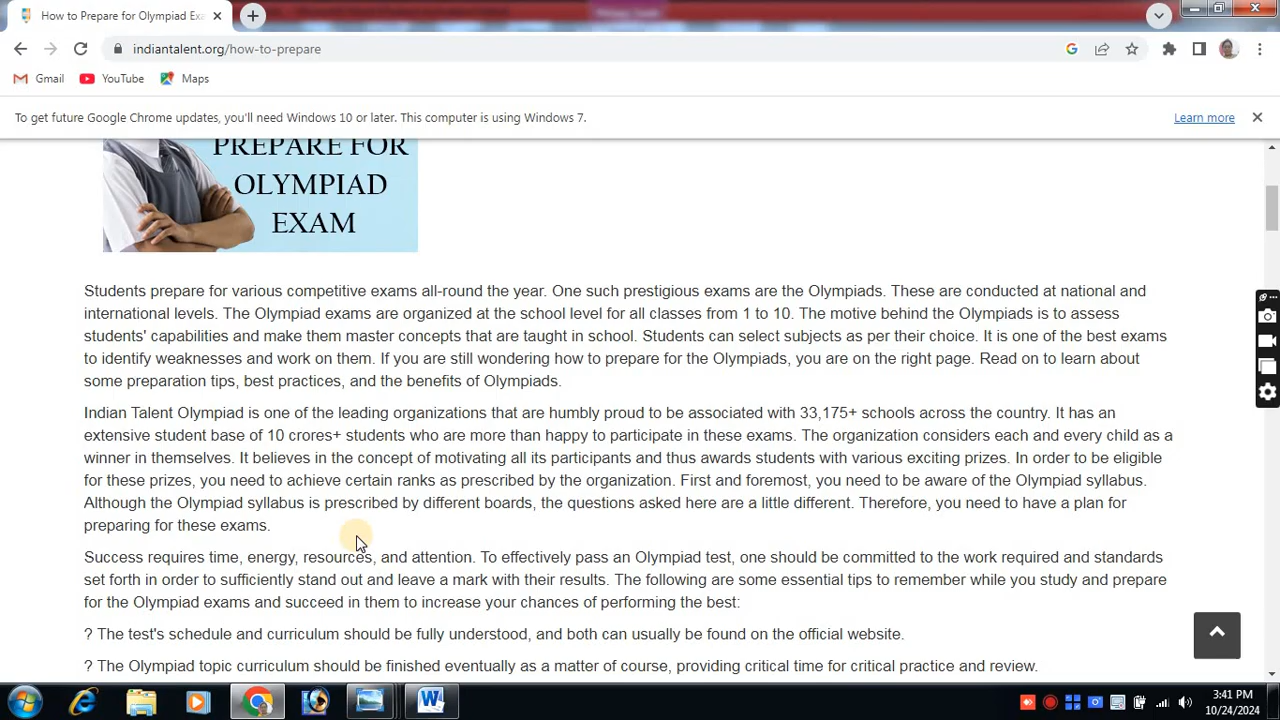 How to Prepare for Olympiad Exa
indiantalent.org/how-to-prepare
Gmail YouTube Maps
To get future Google Chrome updates, you'll need Windows 10 or later. This computer is using Windows 7.
Learn more
PREPARE FOR
OLYMPIAD
EXAM
Students prepare for various competitive exams all-round the year. One such prestigious exams are the Olympiads. These are conducted at national and
international levels. The Olympiad exams are organized at the school level for all classes from 1 to 10. The motive behind the Olympiads is to assess
students' capabilities and make them master concepts that are taught in school. Students can select subjects as per their choice. It is one of the best exams
to identify weaknesses and work on them. If you are still wondering how to prepare for the Olympiads, you are on the right page. Read on to learn about
some preparation tips, best practices, and the benefits of Olympiads.
Indian Talent Olympiad is one of the leading organizations that are humbly proud to be associated with 33,175+ schools across the country. It has an
extensive student base of 10 crores+ students who are more than happy to participate in these exams. The organization considers each and every child as a
winner in themselves. It believes in the concept of motivating all its participants and thus awards students with various exciting prizes. In order to be eligible
for these prizes, you need to achieve certain ranks as prescribed by the organization. First and foremost, you need to be aware of the Olympiad syllabus.
Although the Olympiad syllabus is prescribed by different boards, the questions asked here are a little different. Therefore, you need to have a plan for
preparing for these exams.
Success requires time, energy, resources, and attention. To effectively pass an Olympiad test, one should be committed to the work required and standards
set forth in order to sufficiently stand out and leave a mark with their results. The following are some essential tips to remember while you study and prepare
for the Olympiad exams and succeed in them to increase your chances of performing the best:
? The test's schedule and curriculum should be fully understood, and both can usually be found on the official website.
? The Olympiad topic curriculum should be finished eventually as a matter of course, providing critical time for critical practice and review.
3:41 PM
10/24/2024